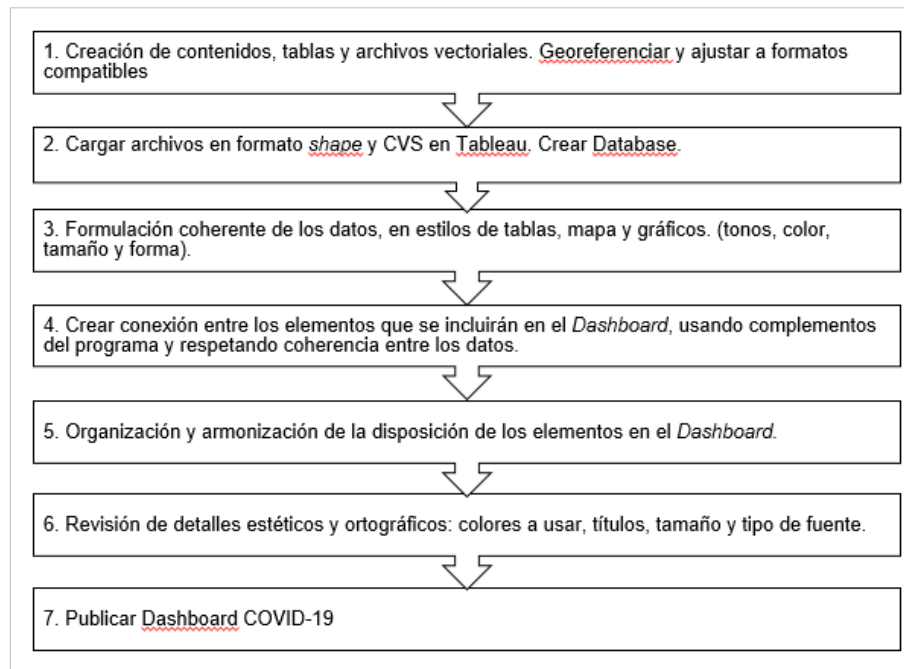 1. Creación de contenidos, tablas y archivos vectoriales. Georeferenciar y ajustar a formatos
compatibles
2. Cargar archivos en formato shape y CVS en Tableau. Crear Database.
3. Formulación coherente de los datos, en estilos de tablas, mapa y gráficos. (tonos, color,
tamaño y forma).
4. Crear conexión entre los elementos que se incluirán en el Dashboard, usando complementos
del programa y respetando coherencia entre los datos.
5. Organización y armonización de la disposición de los elementos en el Dashboard.
6. Revisión de detalles estéticos y ortográficos: colores a usar, títulos, tamaño y tipo de fuente.
7. Publicar Dashboard COVID-19